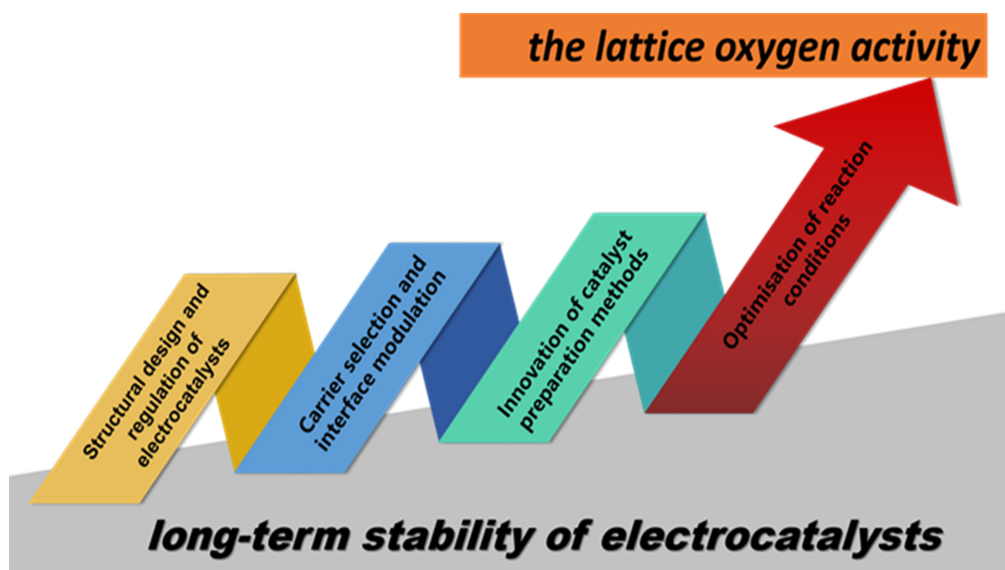 the lattice oxygen activity
Structural design and
regulation of
electrocatalysts
Carrier selection and
interface modulation
Innovation of catalyst
preparation methods
Optimisation of reaction
conditions
long-term stability of electrocatalysts